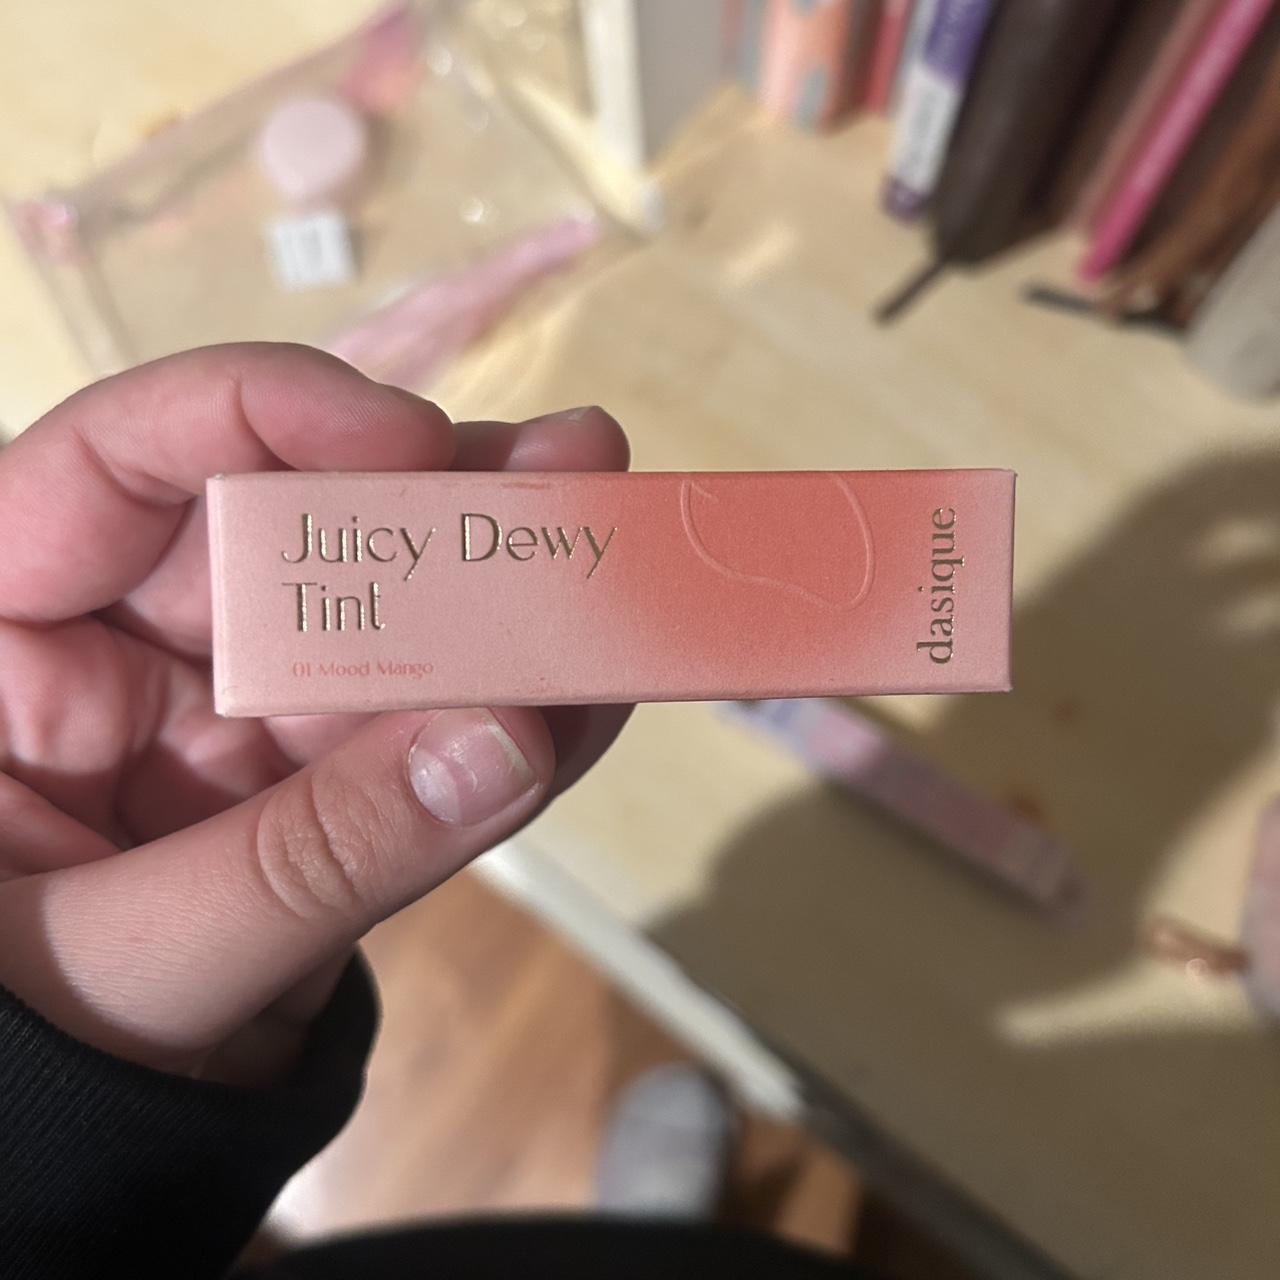 Juicy Dewy
Tint
01 Mood Mango
dasique